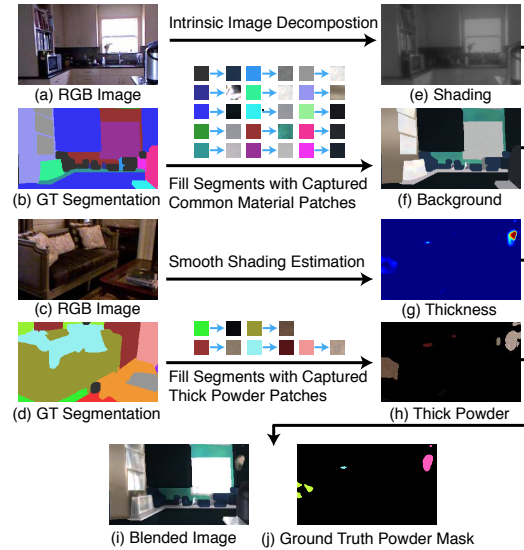 Intrinsic Image Decompostion
(a) RGB Image
(e) Shading
(b) GT Segmentation
Fill Segments with Captured
Common Material Patches
(f) Background
Smooth Shading Estimation
(c) RGB Image
(g) Thickness
(d) GT Segmentation
Fill Segments with Captured
Thick Powder Patches
(h) Thick Powder
(i) Blended Image
(j) Ground Truth Powder Mask